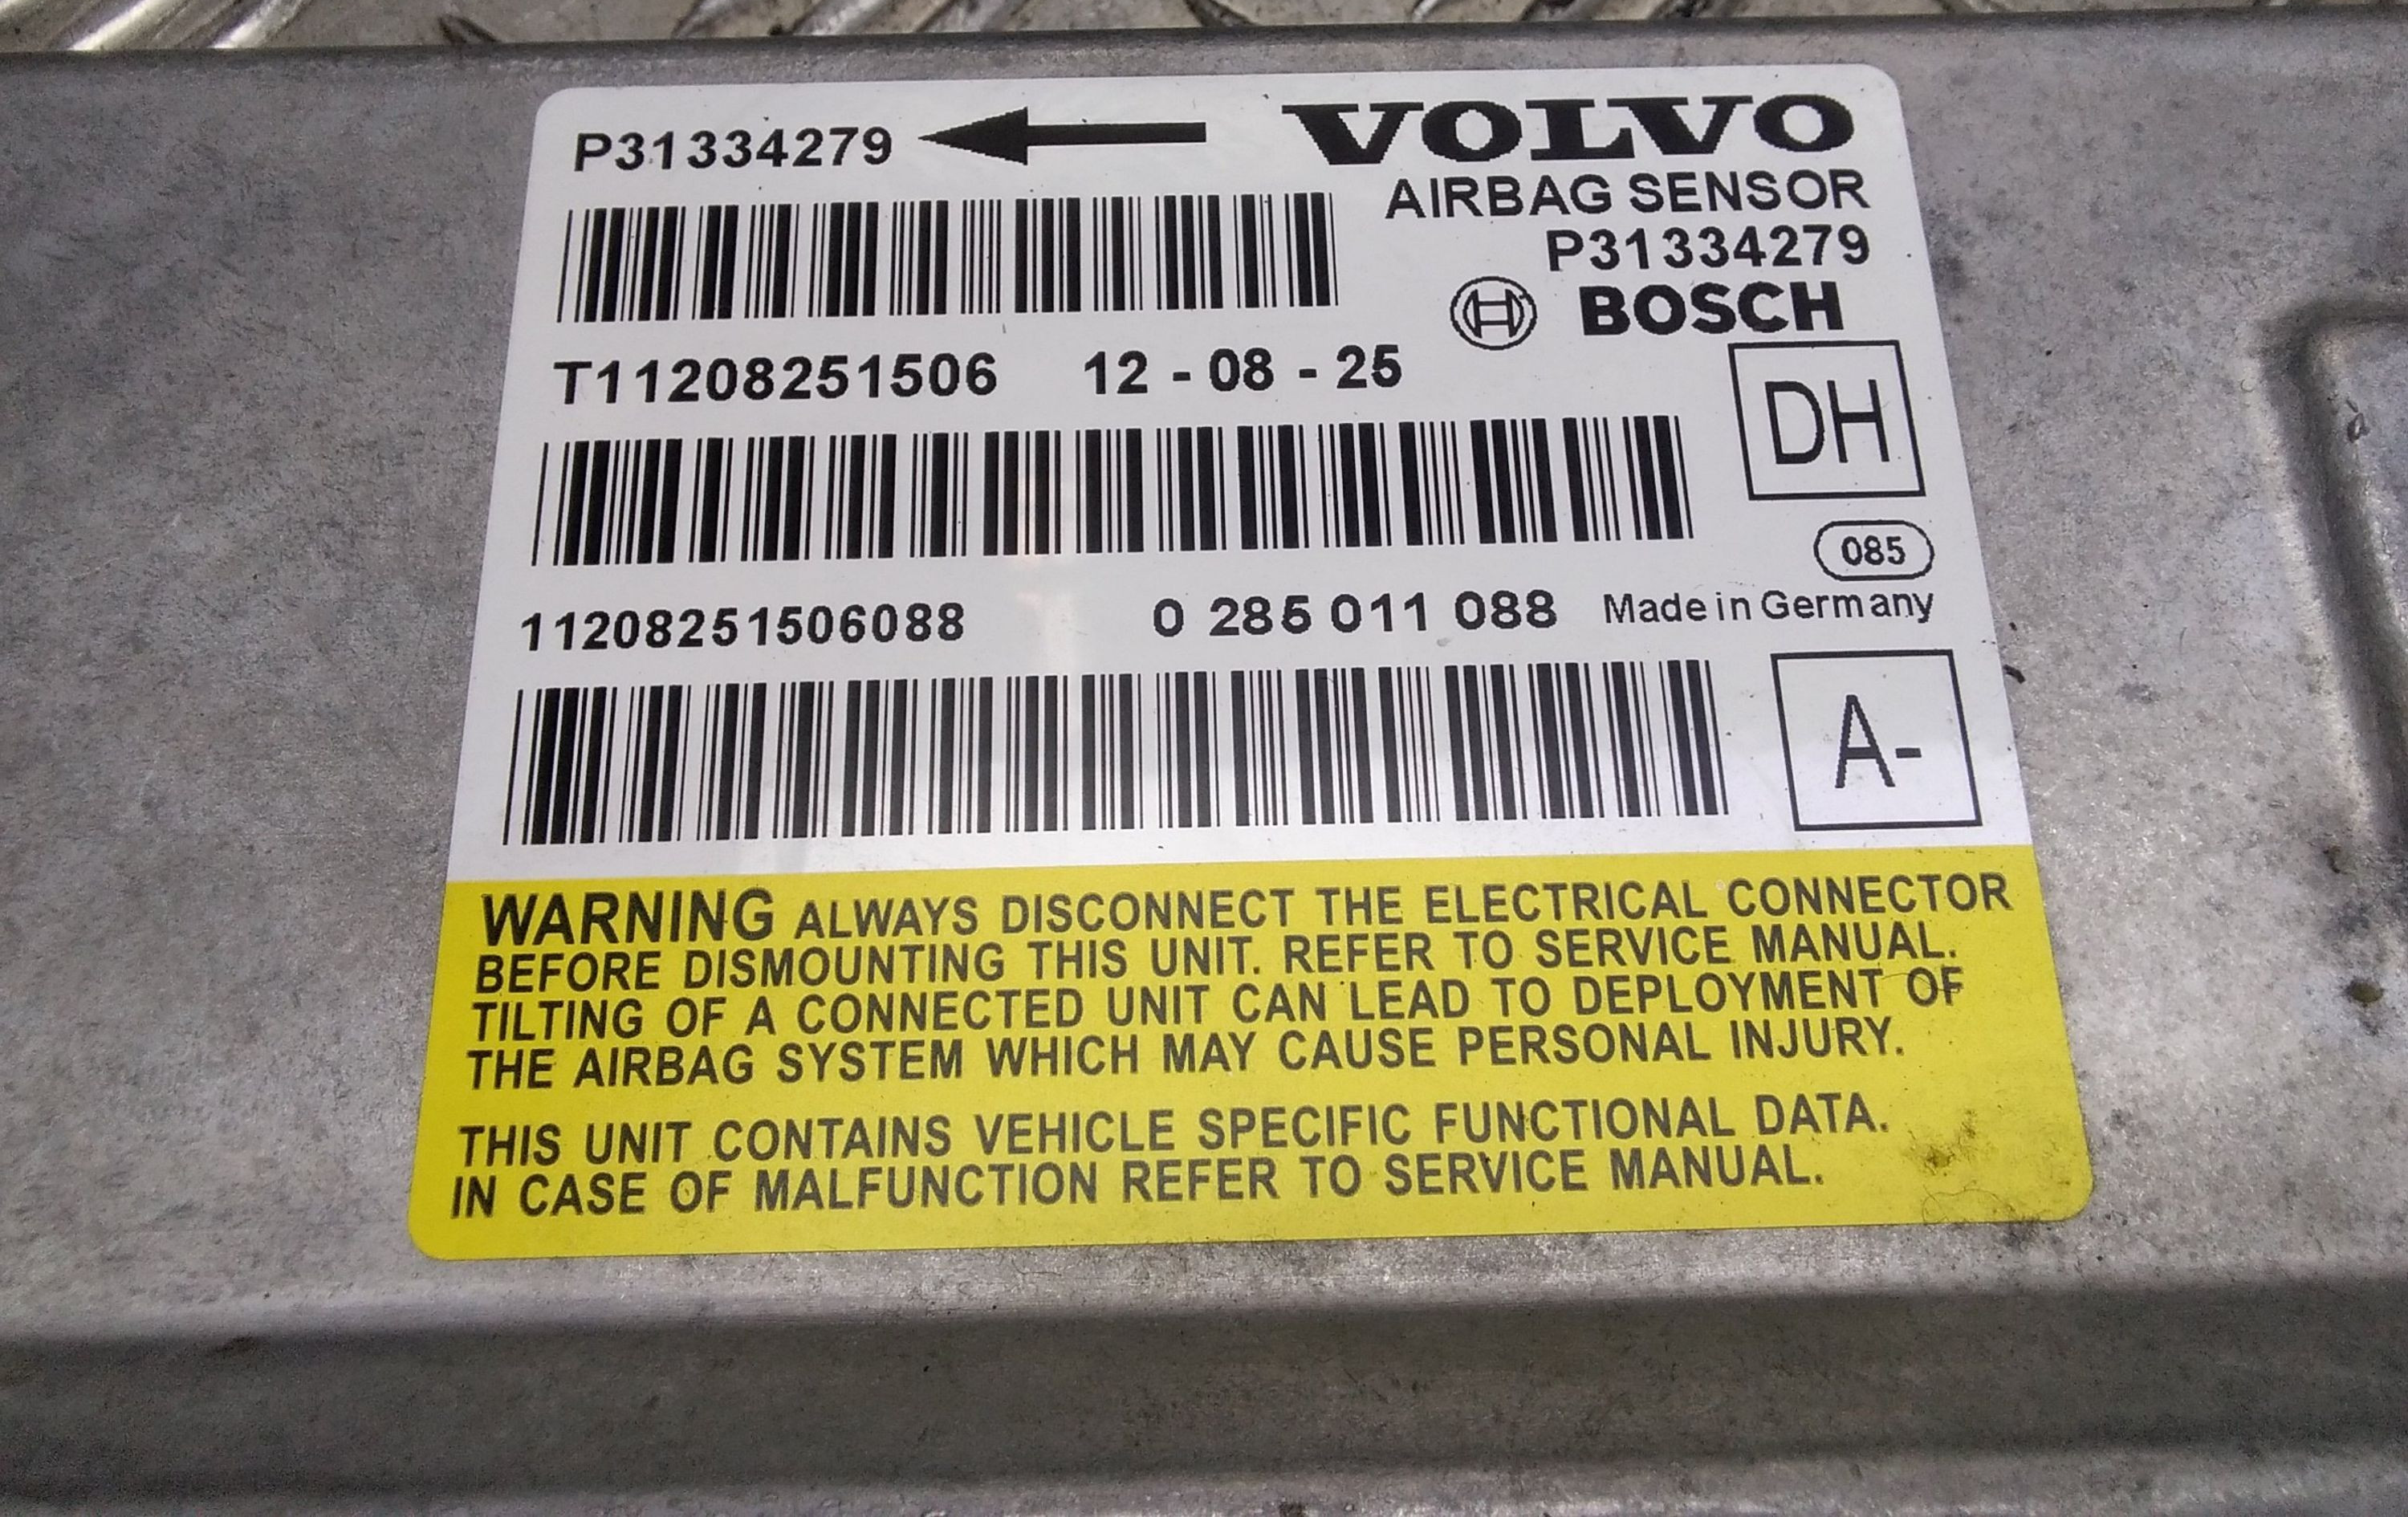 P31334279
VOLVO
AIRBAG SENSOR
P31334279
BOSCH
T11208251506 12 - 08 - 25
DH
085
11208251506088 0 285 011 088 Made in Germany
A-
WARNING ALWAYS DISCONNECT THE ELECTRICAL CONNECTOR
BEFORE DISMOUNTING THIS UNIT. REFER TO SERVICE MANUAL.
TILTING OF A CONNECTED UNIT CAN LEAD TO DEPLOYMENT OF
THE AIRBAG SYSTEM WHICH MAY CAUSE PERSONAL INJURY.
THIS UNIT CONTAINS VEHICLE SPECIFIC FUNCTIONAL DATA.
IN CASE OF MALFUNCTION REFER TO SERVICE MANUAL.